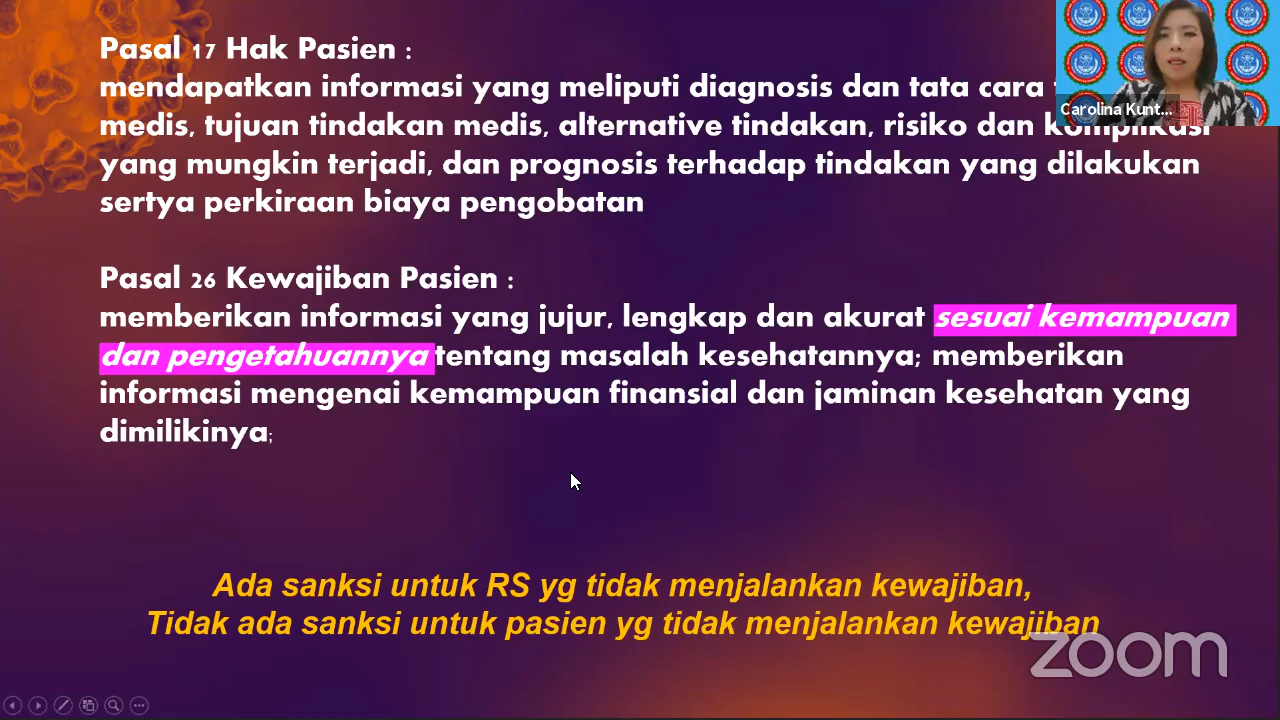 Pasal 17 Hak Pasien :
mendapatkan informasi yang meliputi diagnosis dan tata cara
medis, tujuan tindakan medis, alternative tindakan, risiko dan komplikasi
yang mungkin terjadi, dan prognosis terhadap tindakan yang dilakukan
sertya perkiraan biaya pengobatan
Pasal 26 Kewajiban Pasien :
memberikan informasi yang jujur, lengkap dan akurat sesuai kemampuan
dan pengetahuannya tentang masalah kesehatannya; memberikan
informasi mengenai kemampuan finansial dan jaminan kesehatan yang
dimilikinya;
Ada sanksi untuk RS yg tidak menjalankan kewajiban,
Tidak ada sanksi untuk pasien yg tidak menjalankan kewajiban
Carolina Kunt...
zoom